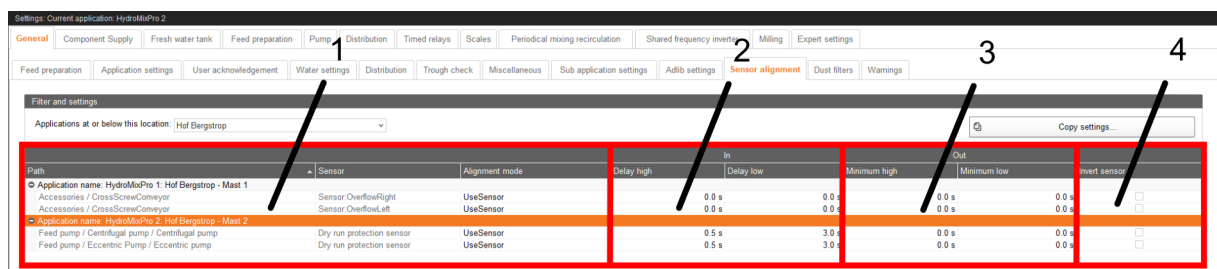 Settings: Current application: HydroMixPro 2
General Component Supply Fresh water tank Feed preparation Pump Distribution Timed relays Scales Periodical mixing recirculation Shared frequency inverter Milling Expert settings
1 2 3 4
Feed preparation Application settings User acknowledgement Water settings Distribution Trough check Miscellaneous Sub application settings Adlib settings Sensor alignment Dust filters Warnings
Filter and settings
Applications at or below this location: Hof Bergstrop Copy settings...
In Out
Path Sensor Alignment mode Delay high Delay low Minimum high Minimum low Invert sensor
Application name: HydroMixPro 1: Hof Bergstrop - Mast 1
Accessories / CrossScrewConveyor Sensor:OverflowRight UseSensor 0.0 s 0.0 s 0.0 s 0.0 s
Accessories / CrossScrewConveyor Sensor:OverflowLeft UseSensor 0.0 s 0.0 s 0.0 s 0.0 s
Application name: HydroMixPro 2: Hof Bergstrop - Mast 2
Feed pump / Centrifugal pump / Centrifugal pump Dry run protection sensor UseSensor 0.5 s 3.0 s 0.0 s 0.0 s
Feed pump / Eccentric Pump / Eccentric pump Dry run protection sensor UseSensor 0.5 s 3.0 s 0.0 s 0.0 s